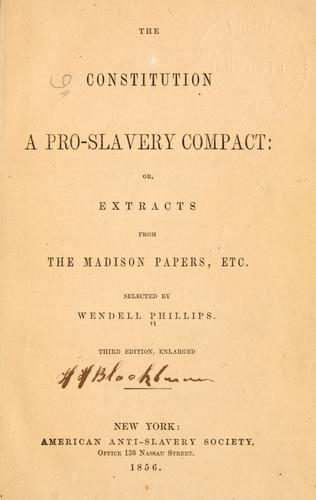 THE
CONSTITUTION
A PRO-SLAVERY COMPACT:
OR,
EXTRACTS
FROM
THE MADISON PAPERS, ETC.
SELECTED BY
WENDELL PHILLIPS.
THIRD EDITION, ENLARGED
NEW YORK:
AMERICAN ANTI-SLAVERY SOCIETY,
OFFICE 138 NASSAU STREET.
1856.